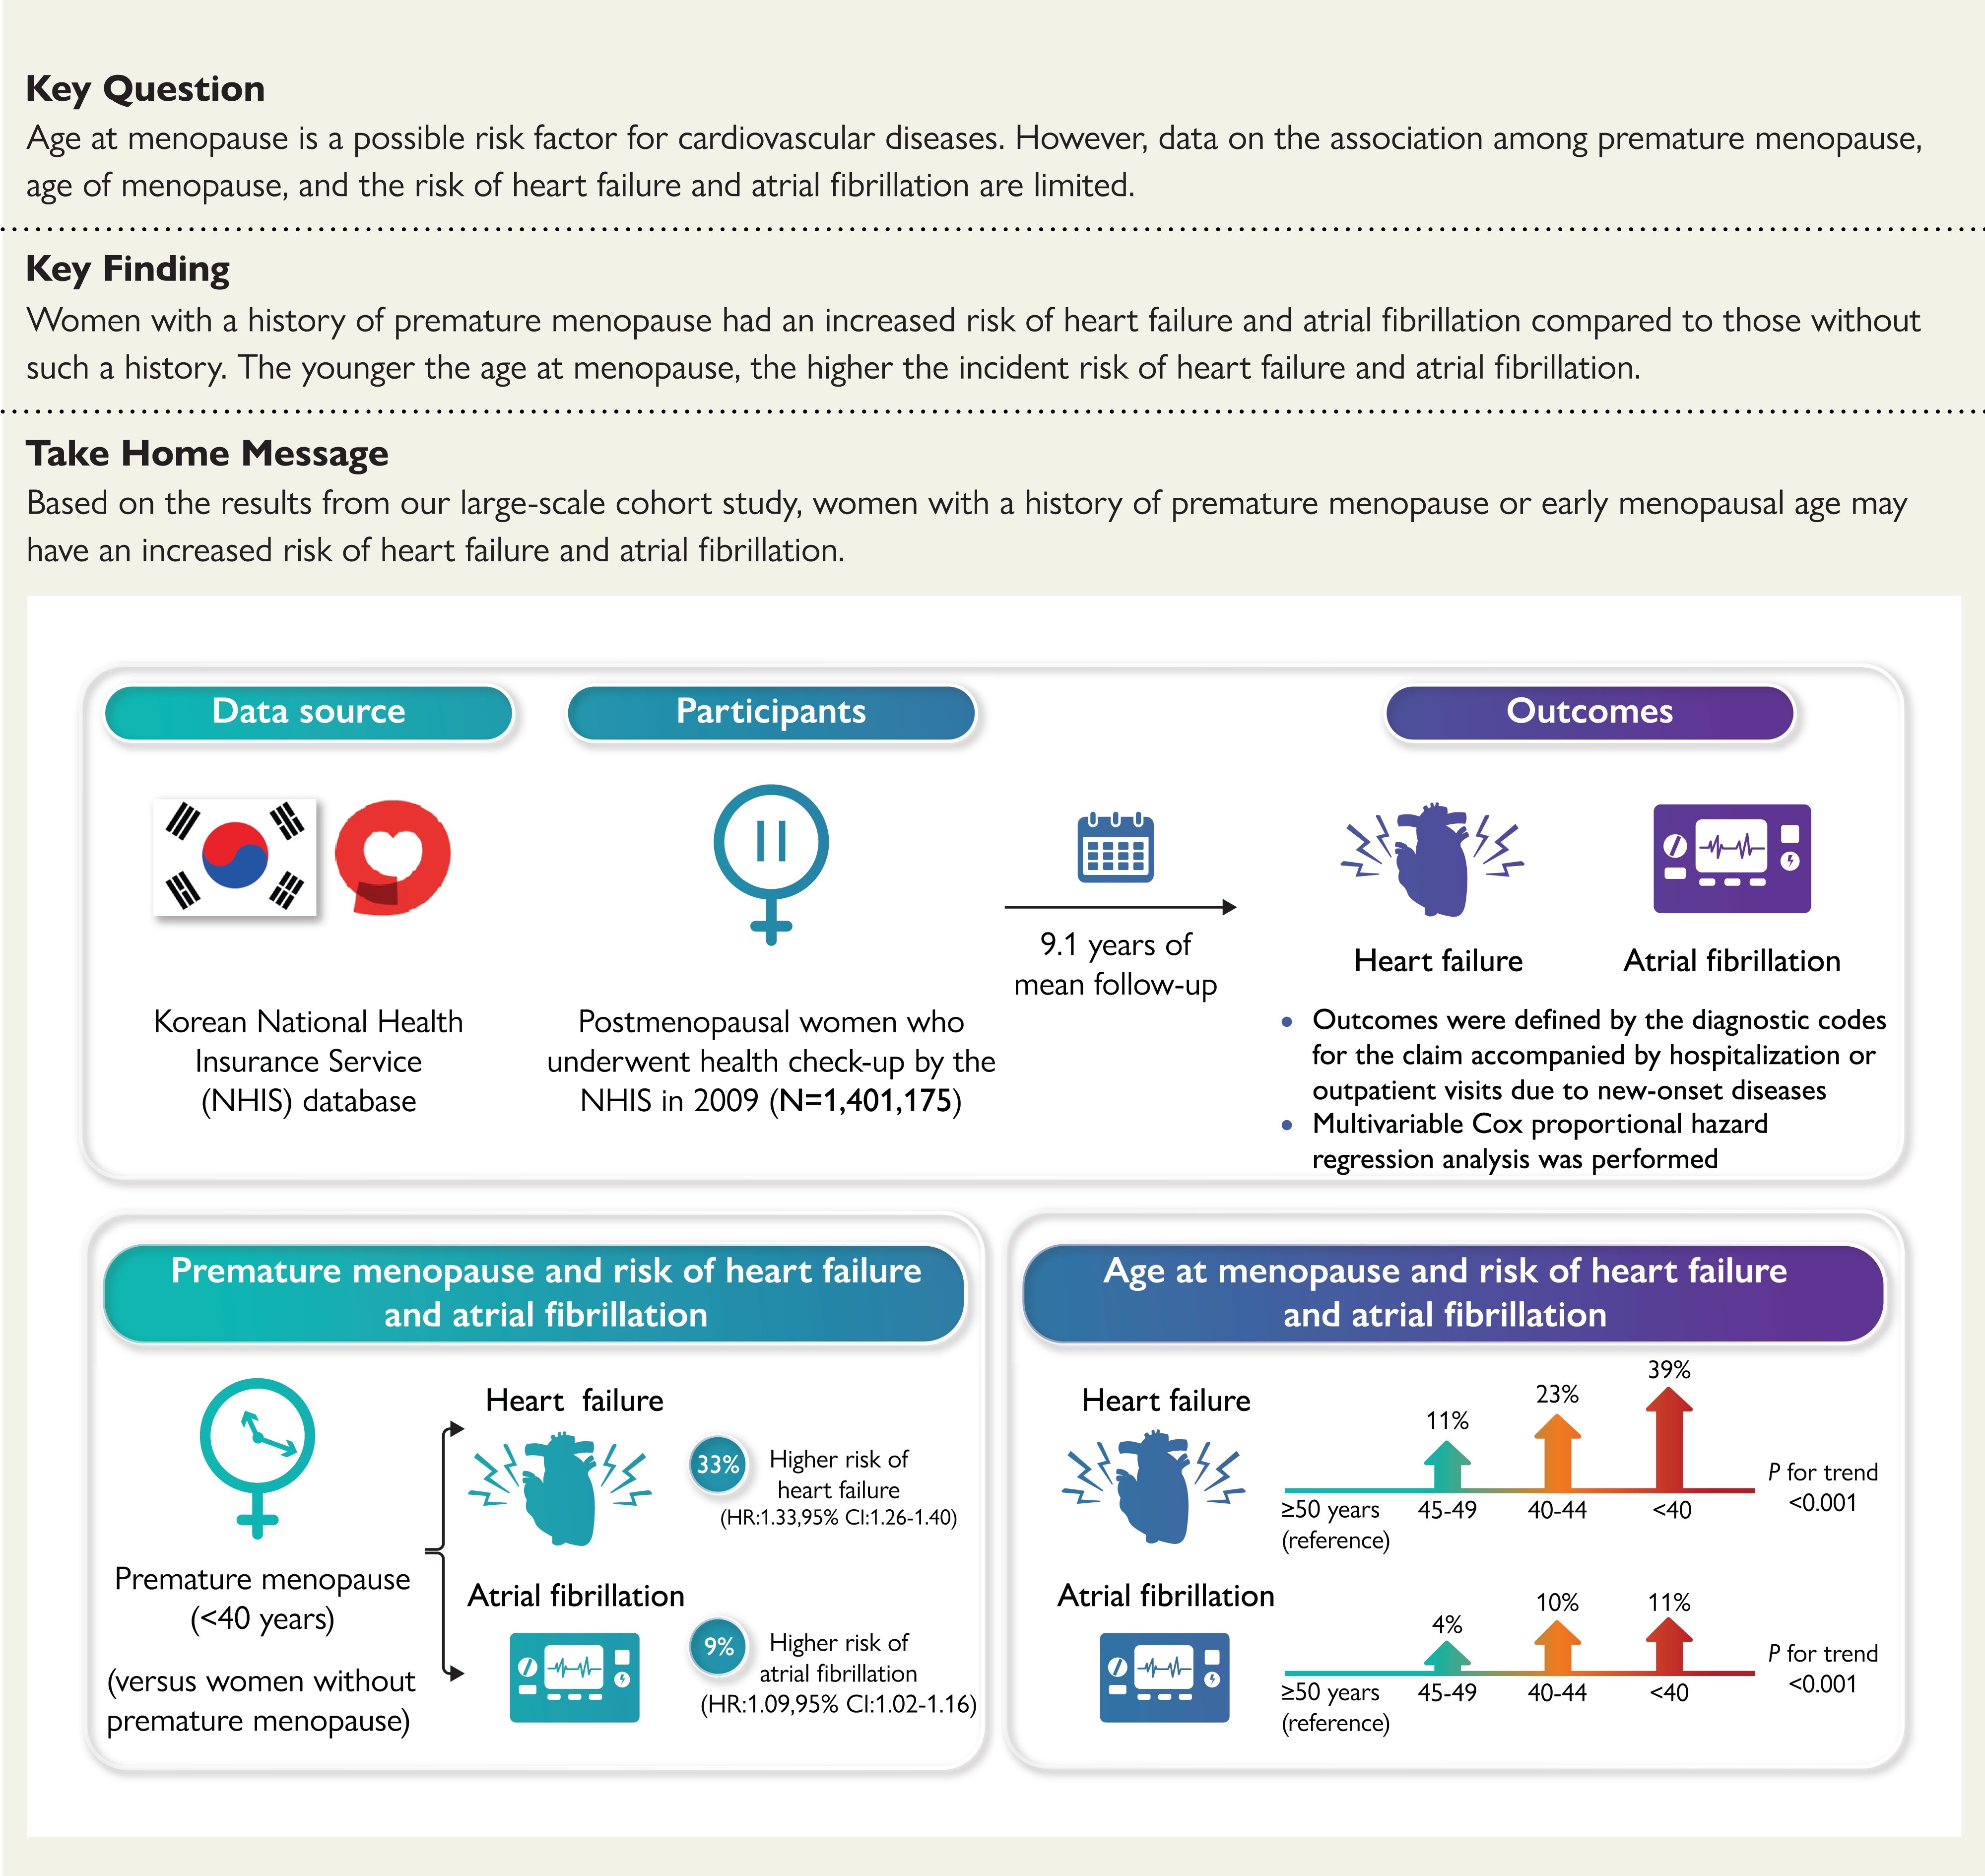 Key Question
Age at menopause is a possible risk factor for cardiovascular diseases. However, data on the association among premature menopause,
age of menopause, and the risk of heart failure and atrial fibrillation are limited.
Key Finding
Women with a history of premature menopause had an increased risk of heart failure and atrial fibrillation compared to those without
such a history. The younger the age at menopause, the higher the incident risk of heart failure and atrial fibrillation.
Take Home Message
Based on the results from our large-scale cohort study, women with a history of premature menopause or early menopausal age may
have an increased risk of heart failure and atrial fibrillation.
Data source
Korean National Health
Insurance Service
(NHIS) database
Participants
Postmenopausal women who
underwent health check-up by the
NHIS in 2009 (N=1,401,175)
9.1 years of
mean follow-up
Outcomes
Heart failure
Atrial fibrillation
• Outcomes were defined by the diagnostic codes
for the claim accompanied by hospitalization or
outpatient visits due to new-onset diseases
• Multivariable Cox proportional hazard
regression analysis was performed
Premature menopause and risk of heart failure
and atrial fibrillation
Premature menopause
(<40 years)
(versus women without
premature menopause)
Heart failure
33%
Higher risk of
heart failure
(HR:1.33,95% CI:1.26-1.40)
Atrial fibrillation
9%
Higher risk of
atrial fibrillation
(HR:1.09,95% CI:1.02-1.16)
Age at menopause and risk of heart failure
and atrial fibrillation
Heart failure
11%
23%
39%
≥50 years
(reference)
45-49
40-44
<40
P for trend
<0.001
Atrial fibrillation
4%
10%
11%
≥50 years
(reference)
45-49
40-44
<40
P for trend
<0.001